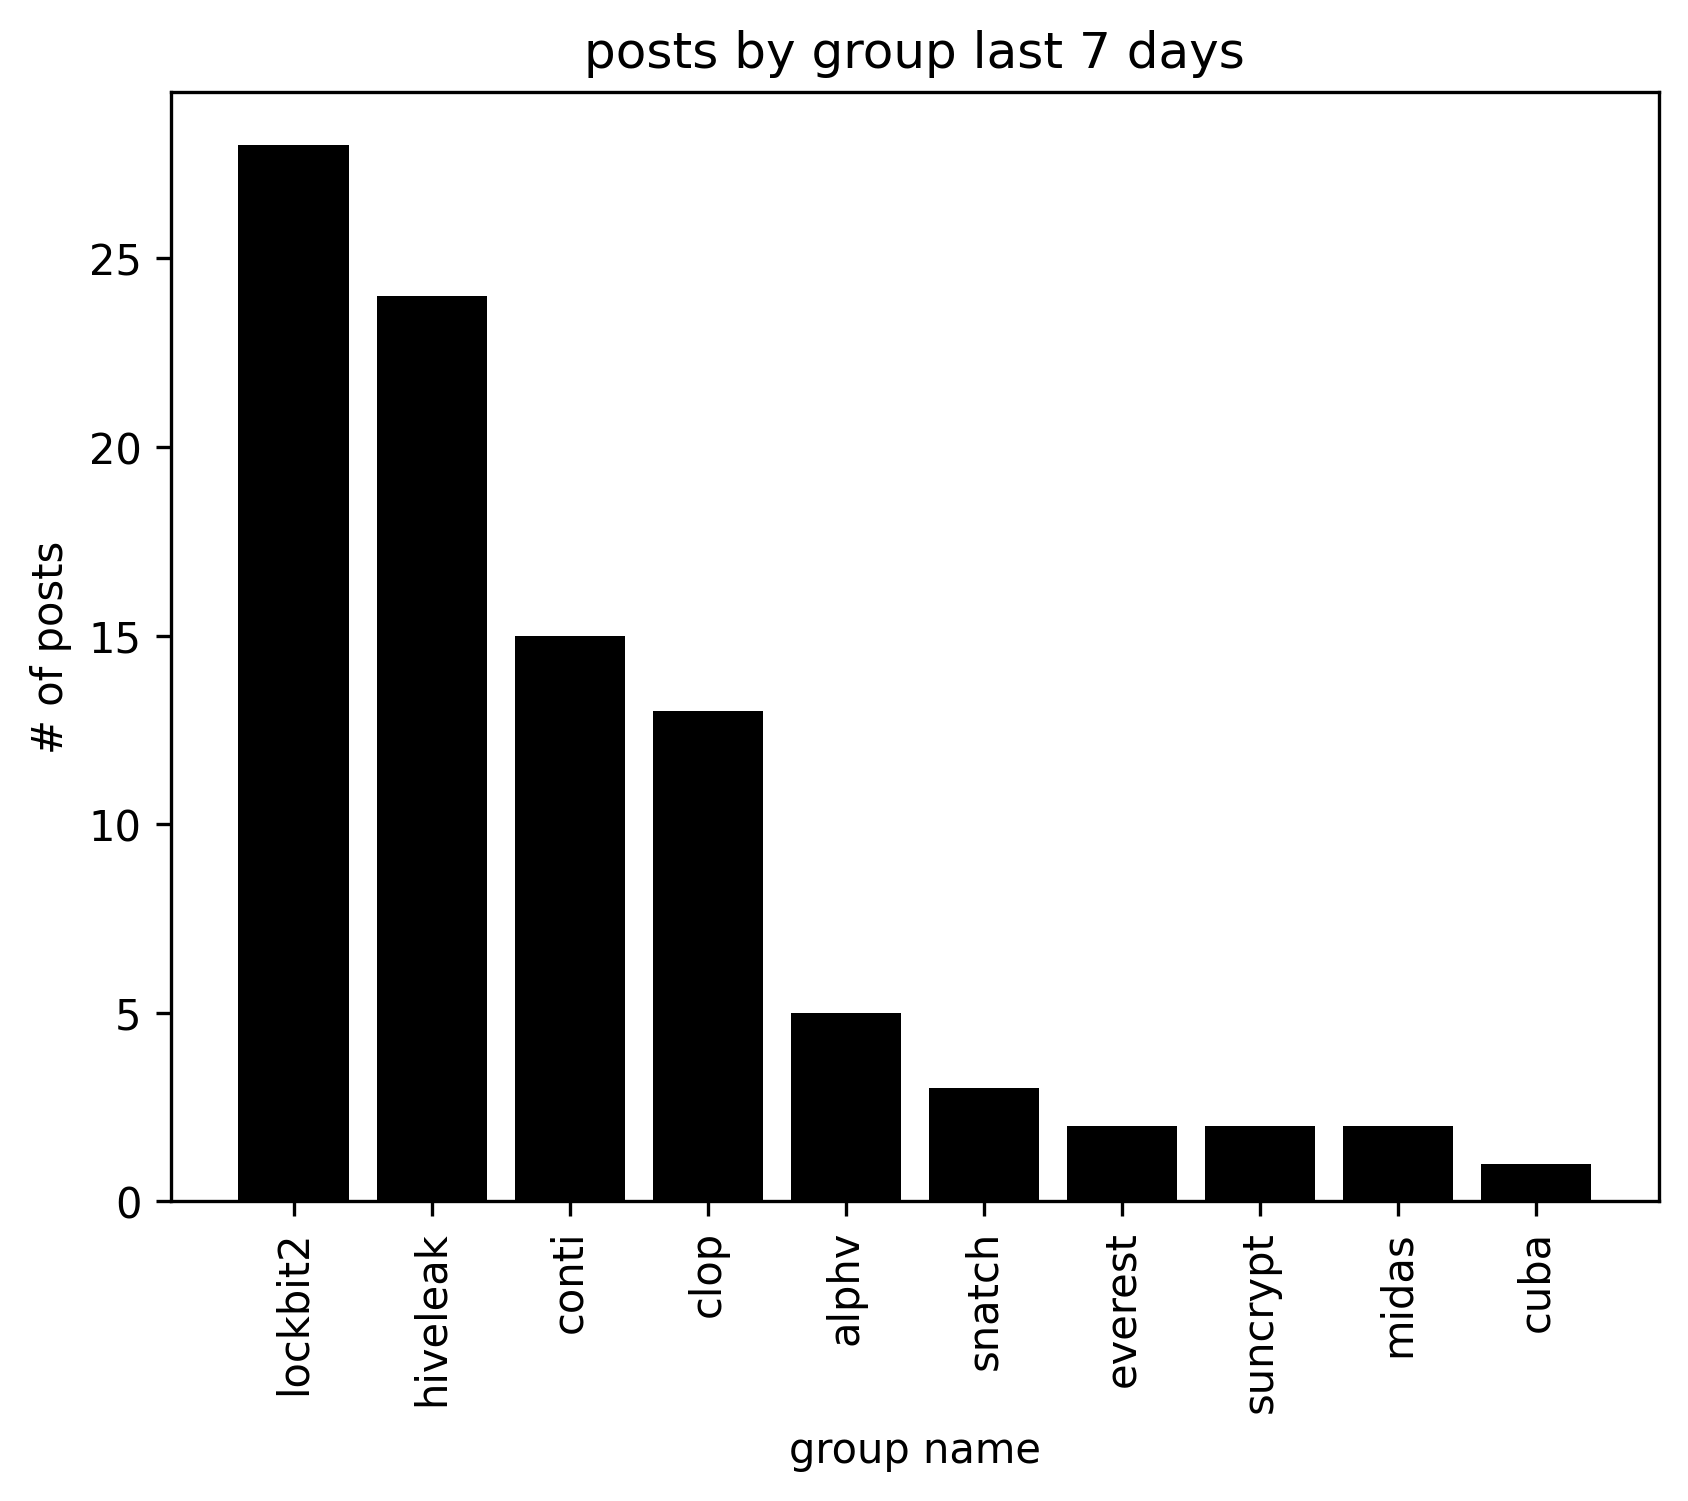 posts by group last 7 days
# of posts
25
20
15
10
5
0
lockbit2
hiveleak
conti
clop
alphv
snatch
everest
suncrypt
midas
cuba
group name